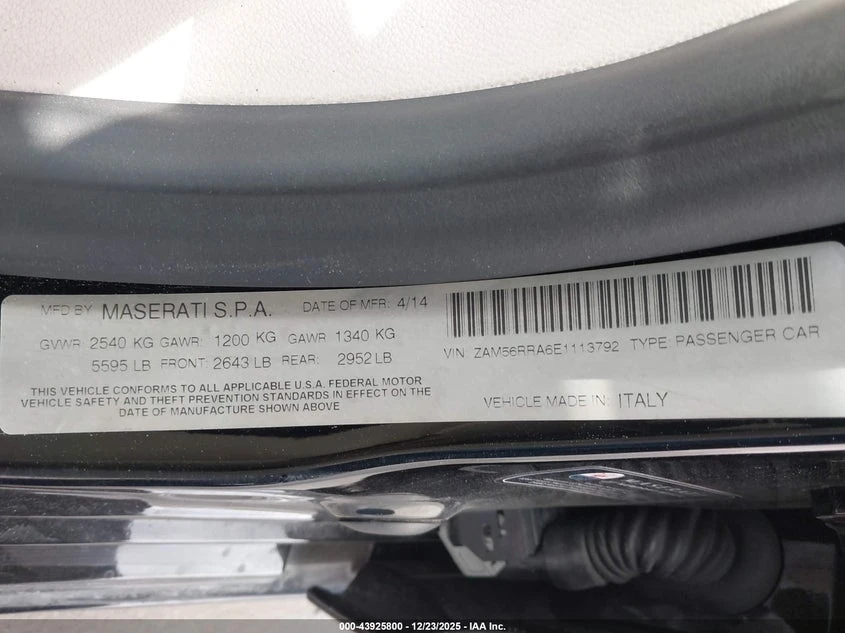 MFD BY MASERATI S.P.A. DATE OF MFR: 4/14
GVWR 2540 KG GAWR: 1200 KG GAWR 1340 KG
5595 LB FRONT: 2643 LB REAR: 2952 LB
THIS VEHICLE CONFORMS TO ALL APPLICABLE U.S.A. FEDERAL MOTOR
VEHICLE SAFETY AND THEFT PREVENTION STANDARDS IN EFFECT ON THE
DATE OF MANUFACTURE SHOWN ABOVE
VIN: ZAM56RRA6E1113792 TYPE: PASSENGER CAR
VEHICLE MADE IN: ITALY
000-43925800 - 12/23/2025 - IAA Inc.